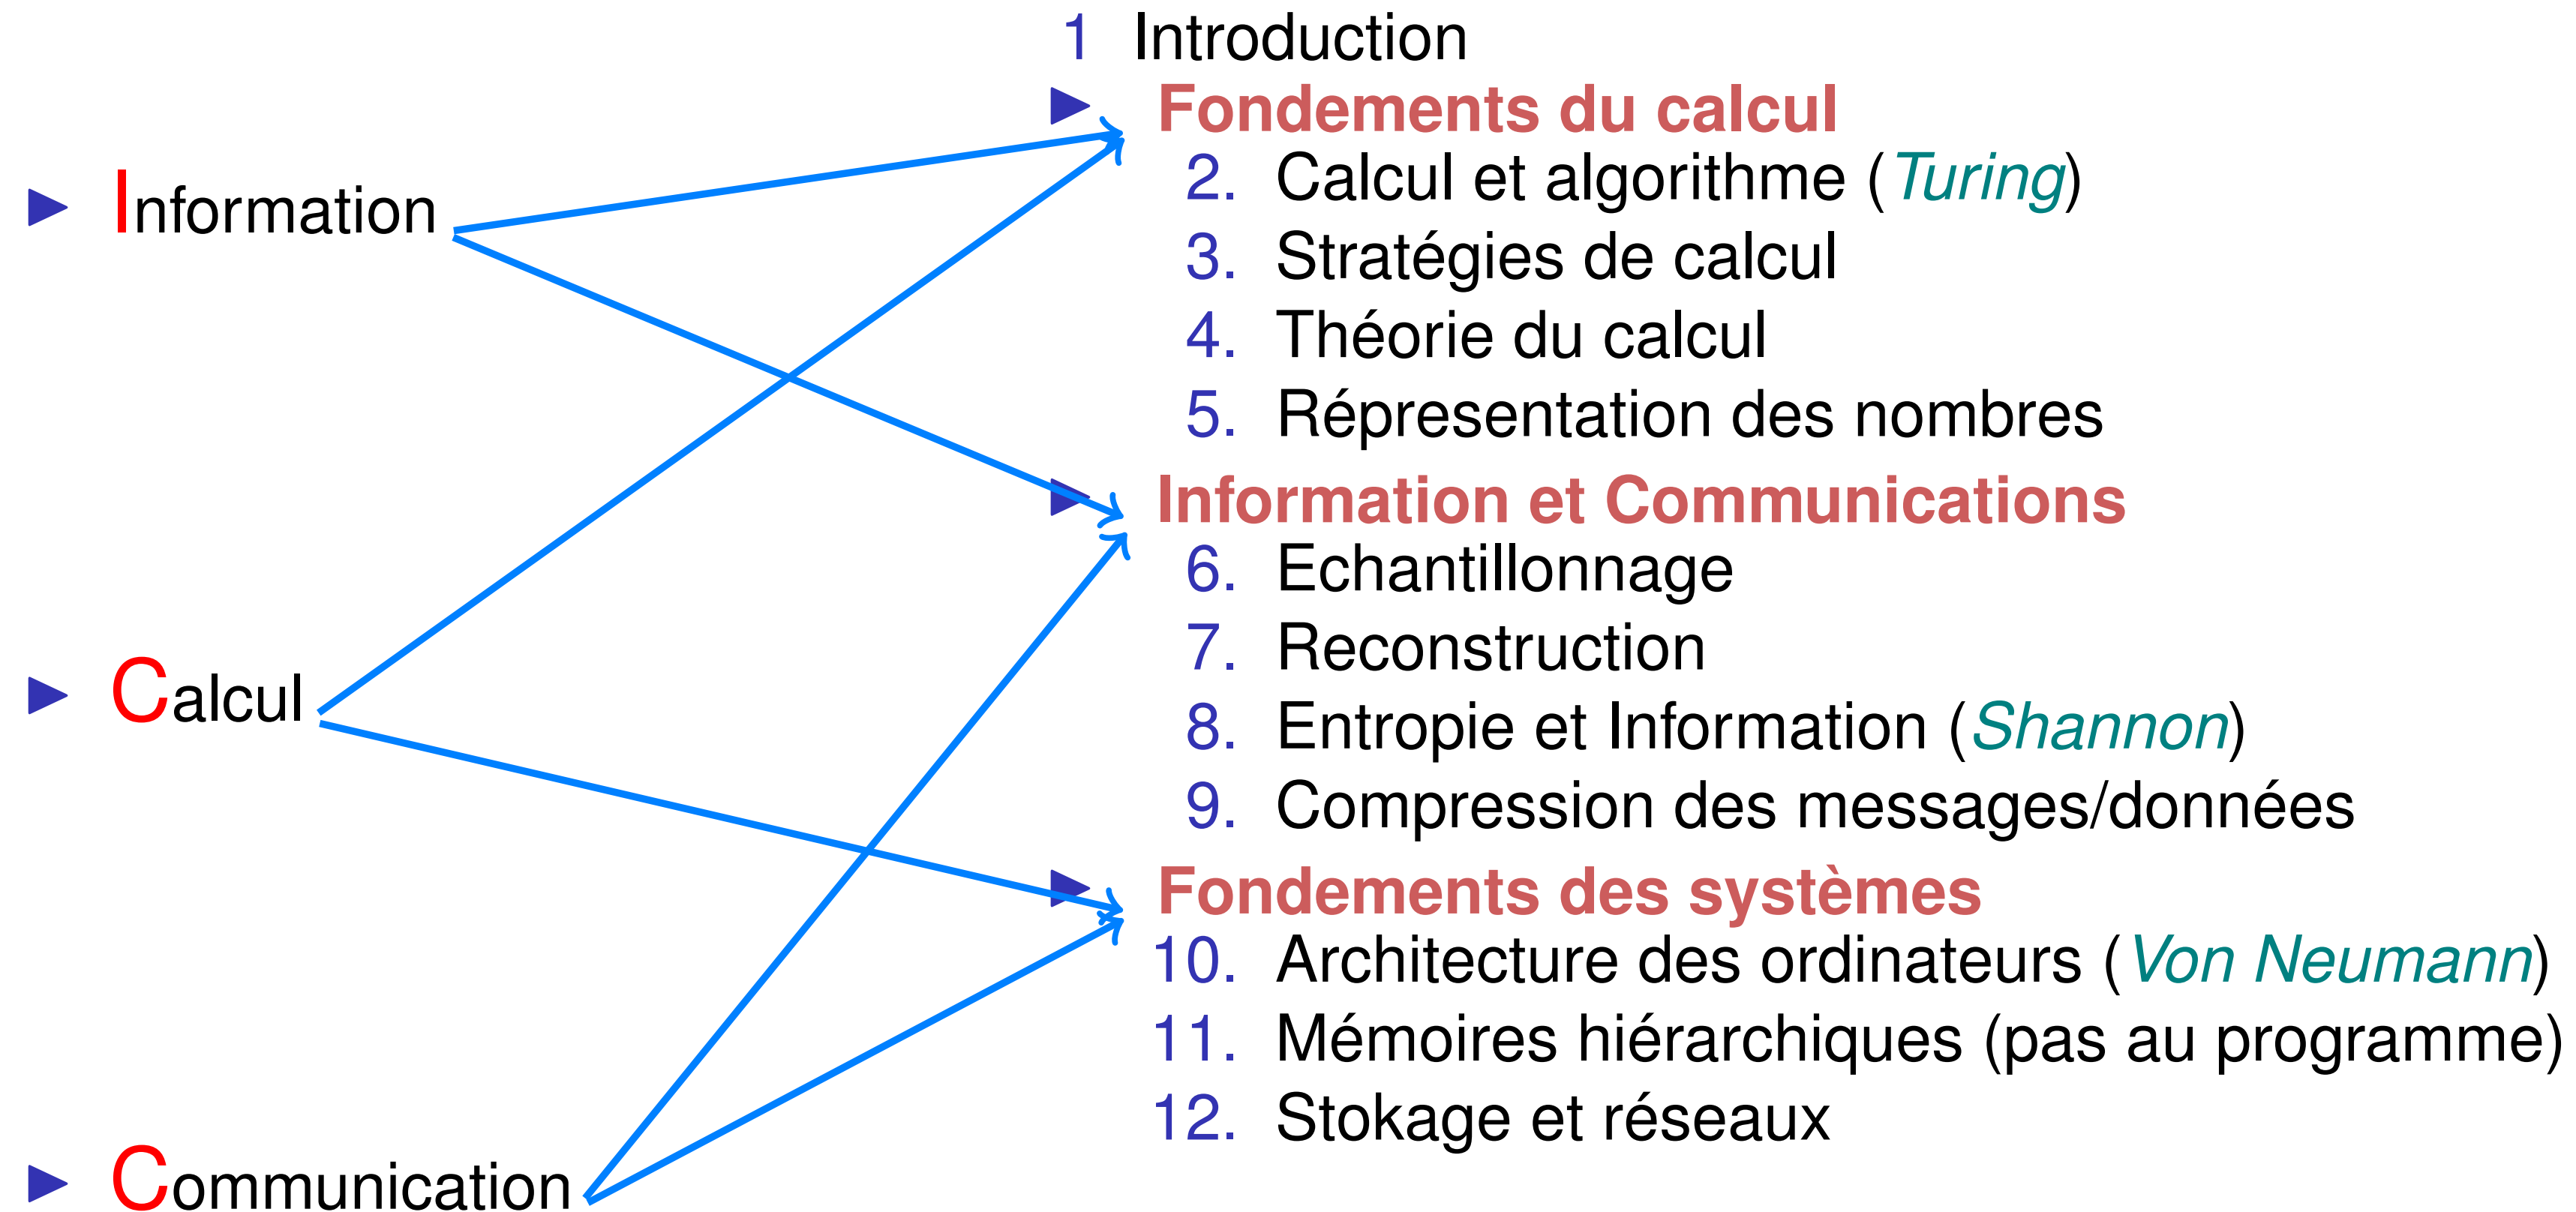 1 Introduction
Fondements du calcul
2. Calcul et algorithme (Turing)
3. Stratégies de calcul
4. Théorie du calcul
5. Répresentation des nombres
Information et Communications
6. Echantillonnage
7. Reconstruction
8. Entropie et Information (Shannon)
9. Compression des messages/données
Fondements des systèmes
10. Architecture des ordinateurs (Von Neumann)
11. Mémoires hiérarchiques (pas au programme)
12. Stokage et réseaux
Information
Calcul
Communication